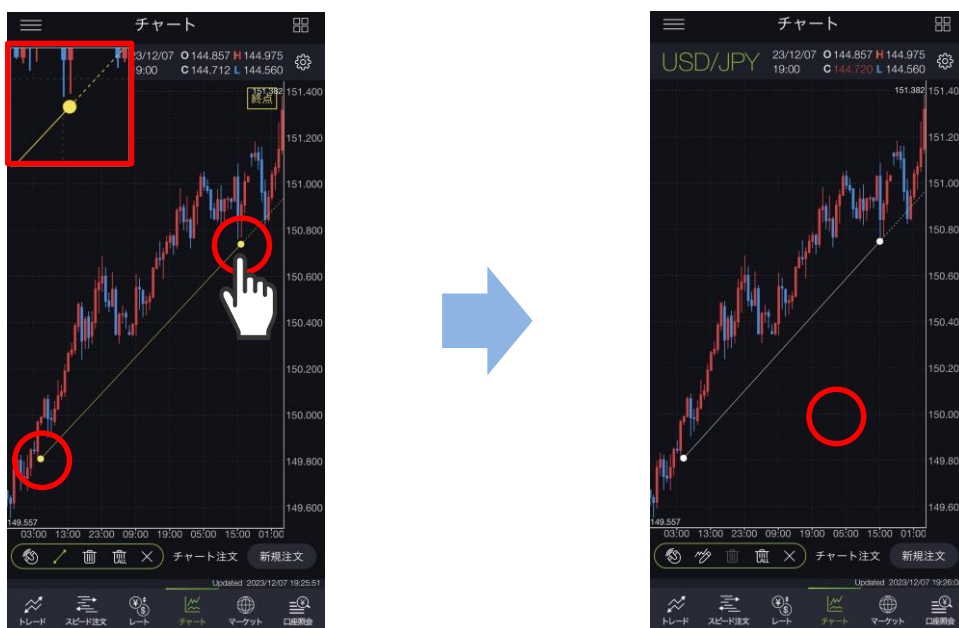 チャート
23/12/07 O 144.857 H 144.975
19:00 C 144.712 L 144.560
151.382
終点
151.400
151.200
151.000
150.800
150.600
150.400
150.200
150.000
149.800
149.600
149.557
03:00 13:00 23:00 09:00 19:00 05:00 15:00 01:00
チャート注文 新規注文
Updated 2023/12/07 19:25:51
トレード スピード注文 レート チャート マーケット 口座照会
チャート
USD/JPY
23/12/07 O 144.857 H 144.975
19:00 C 144.720 L 144.560
151.382
151.40
151.20
151.00
150.80
150.60
150.40
150.20
150.00
149.80
149.60
149.557
03:00 13:00 23:00 09:00 19:00 05:00 15:00 01:00
チャート注文 新規注文
Updated 2023/12/07 19:26:0
トレード スピード注文 レート チャート マーケット 口座照会